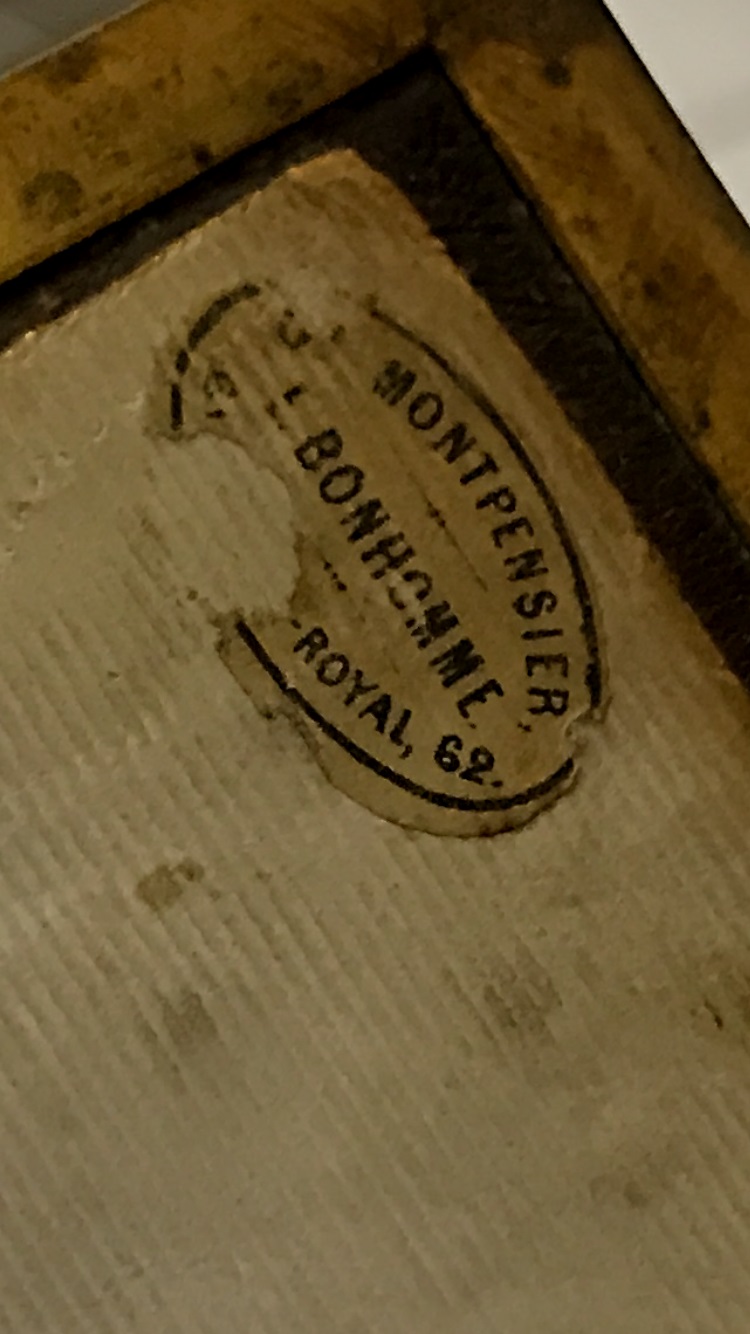 MONTPENSIER
BONHOMME
-ROYAL, 62.